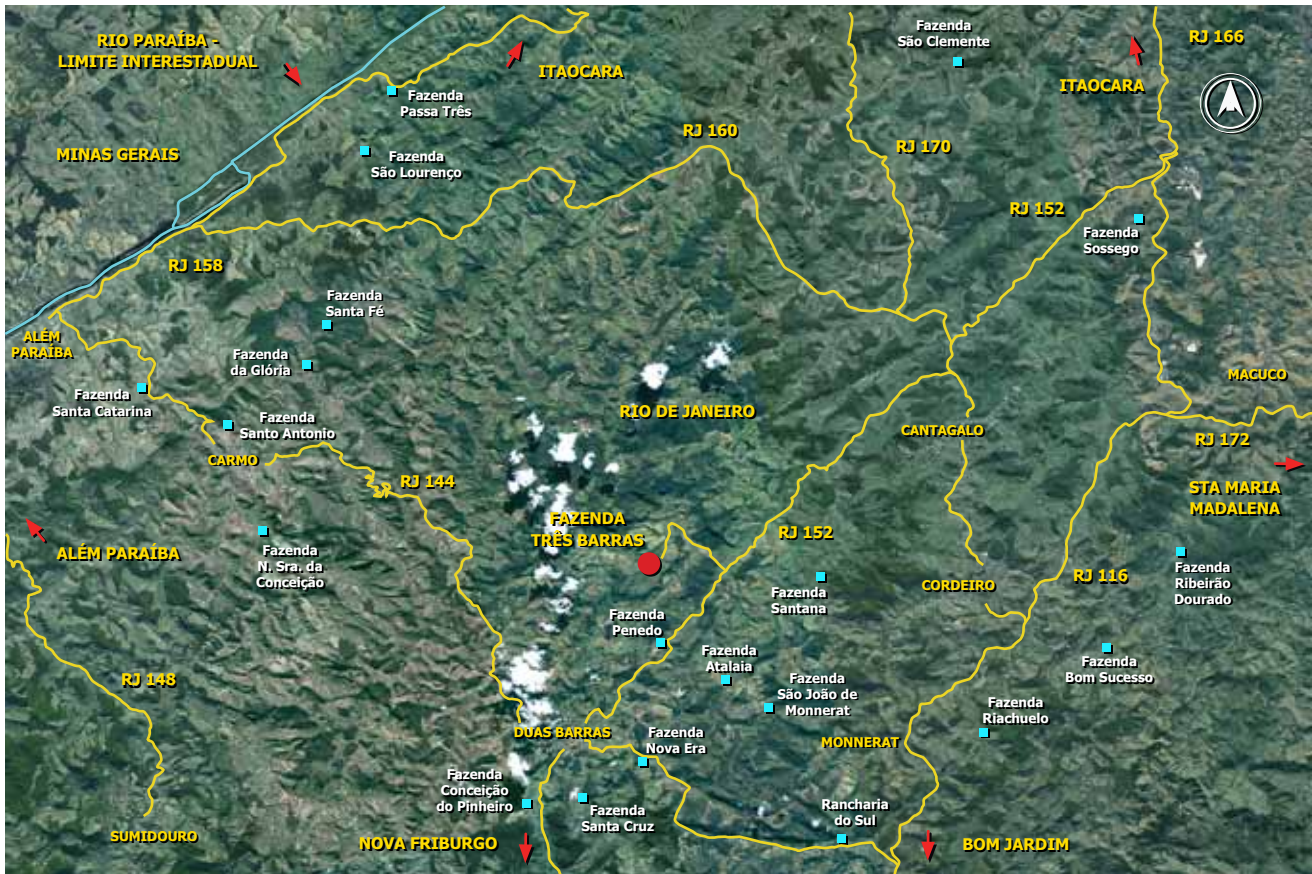 RIO PARAÍBA -
LIMITE INTERESTADUAL
ITAOCARA
Fazenda
São Clemente
RJ 166
ITAOCARA
Fazenda
Passa Três
MINAS GERAIS
Fazenda
São Lourenço
RJ 160
RJ 170
RJ 152
Fazenda
Sossego
RJ 158
Fazenda
Santa Fé
ALÉM
PARAÍBA
Fazenda
da Glória
Fazenda
Santa Catarina
Fazenda
Santo Antonio
CARMO
RIO DE JANEIRO
CANTAGALO
MACUCO
RJ 172
STA MARIA
MADALENA
RJ 144
FAZENDA
TRÊS BARRAS
RJ 152
ALÉM PARAÍBA
Fazenda
N. Sra. da
Conceição
Fazenda
Santana
CORDEIRO
RJ 116
Fazenda
Ribeirão
Dourado
Fazenda
Penedo
Fazenda
Atalaia
Fazenda
São João de
Monnerat
Fazenda
Bom Sucesso
RJ 148
Fazenda
Riachuelo
DUAS BARRAS
Fazenda
Nova Era
MONNERAT
Fazenda
Conceição
do Pinheiro
Fazenda
Santa Cruz
Rancharia
do Sul
SUMIDOURO
NOVA FRIBURGO
BOM JARDIM